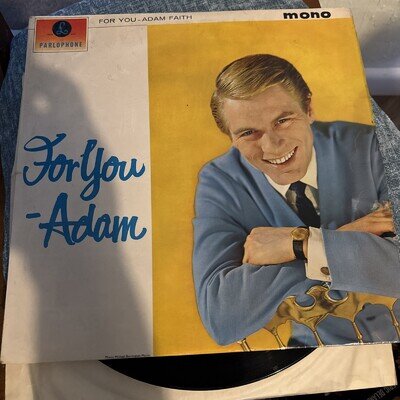 PARLOPHONE
FOR YOU - ADAM FAITH
mono
For You
- Adam